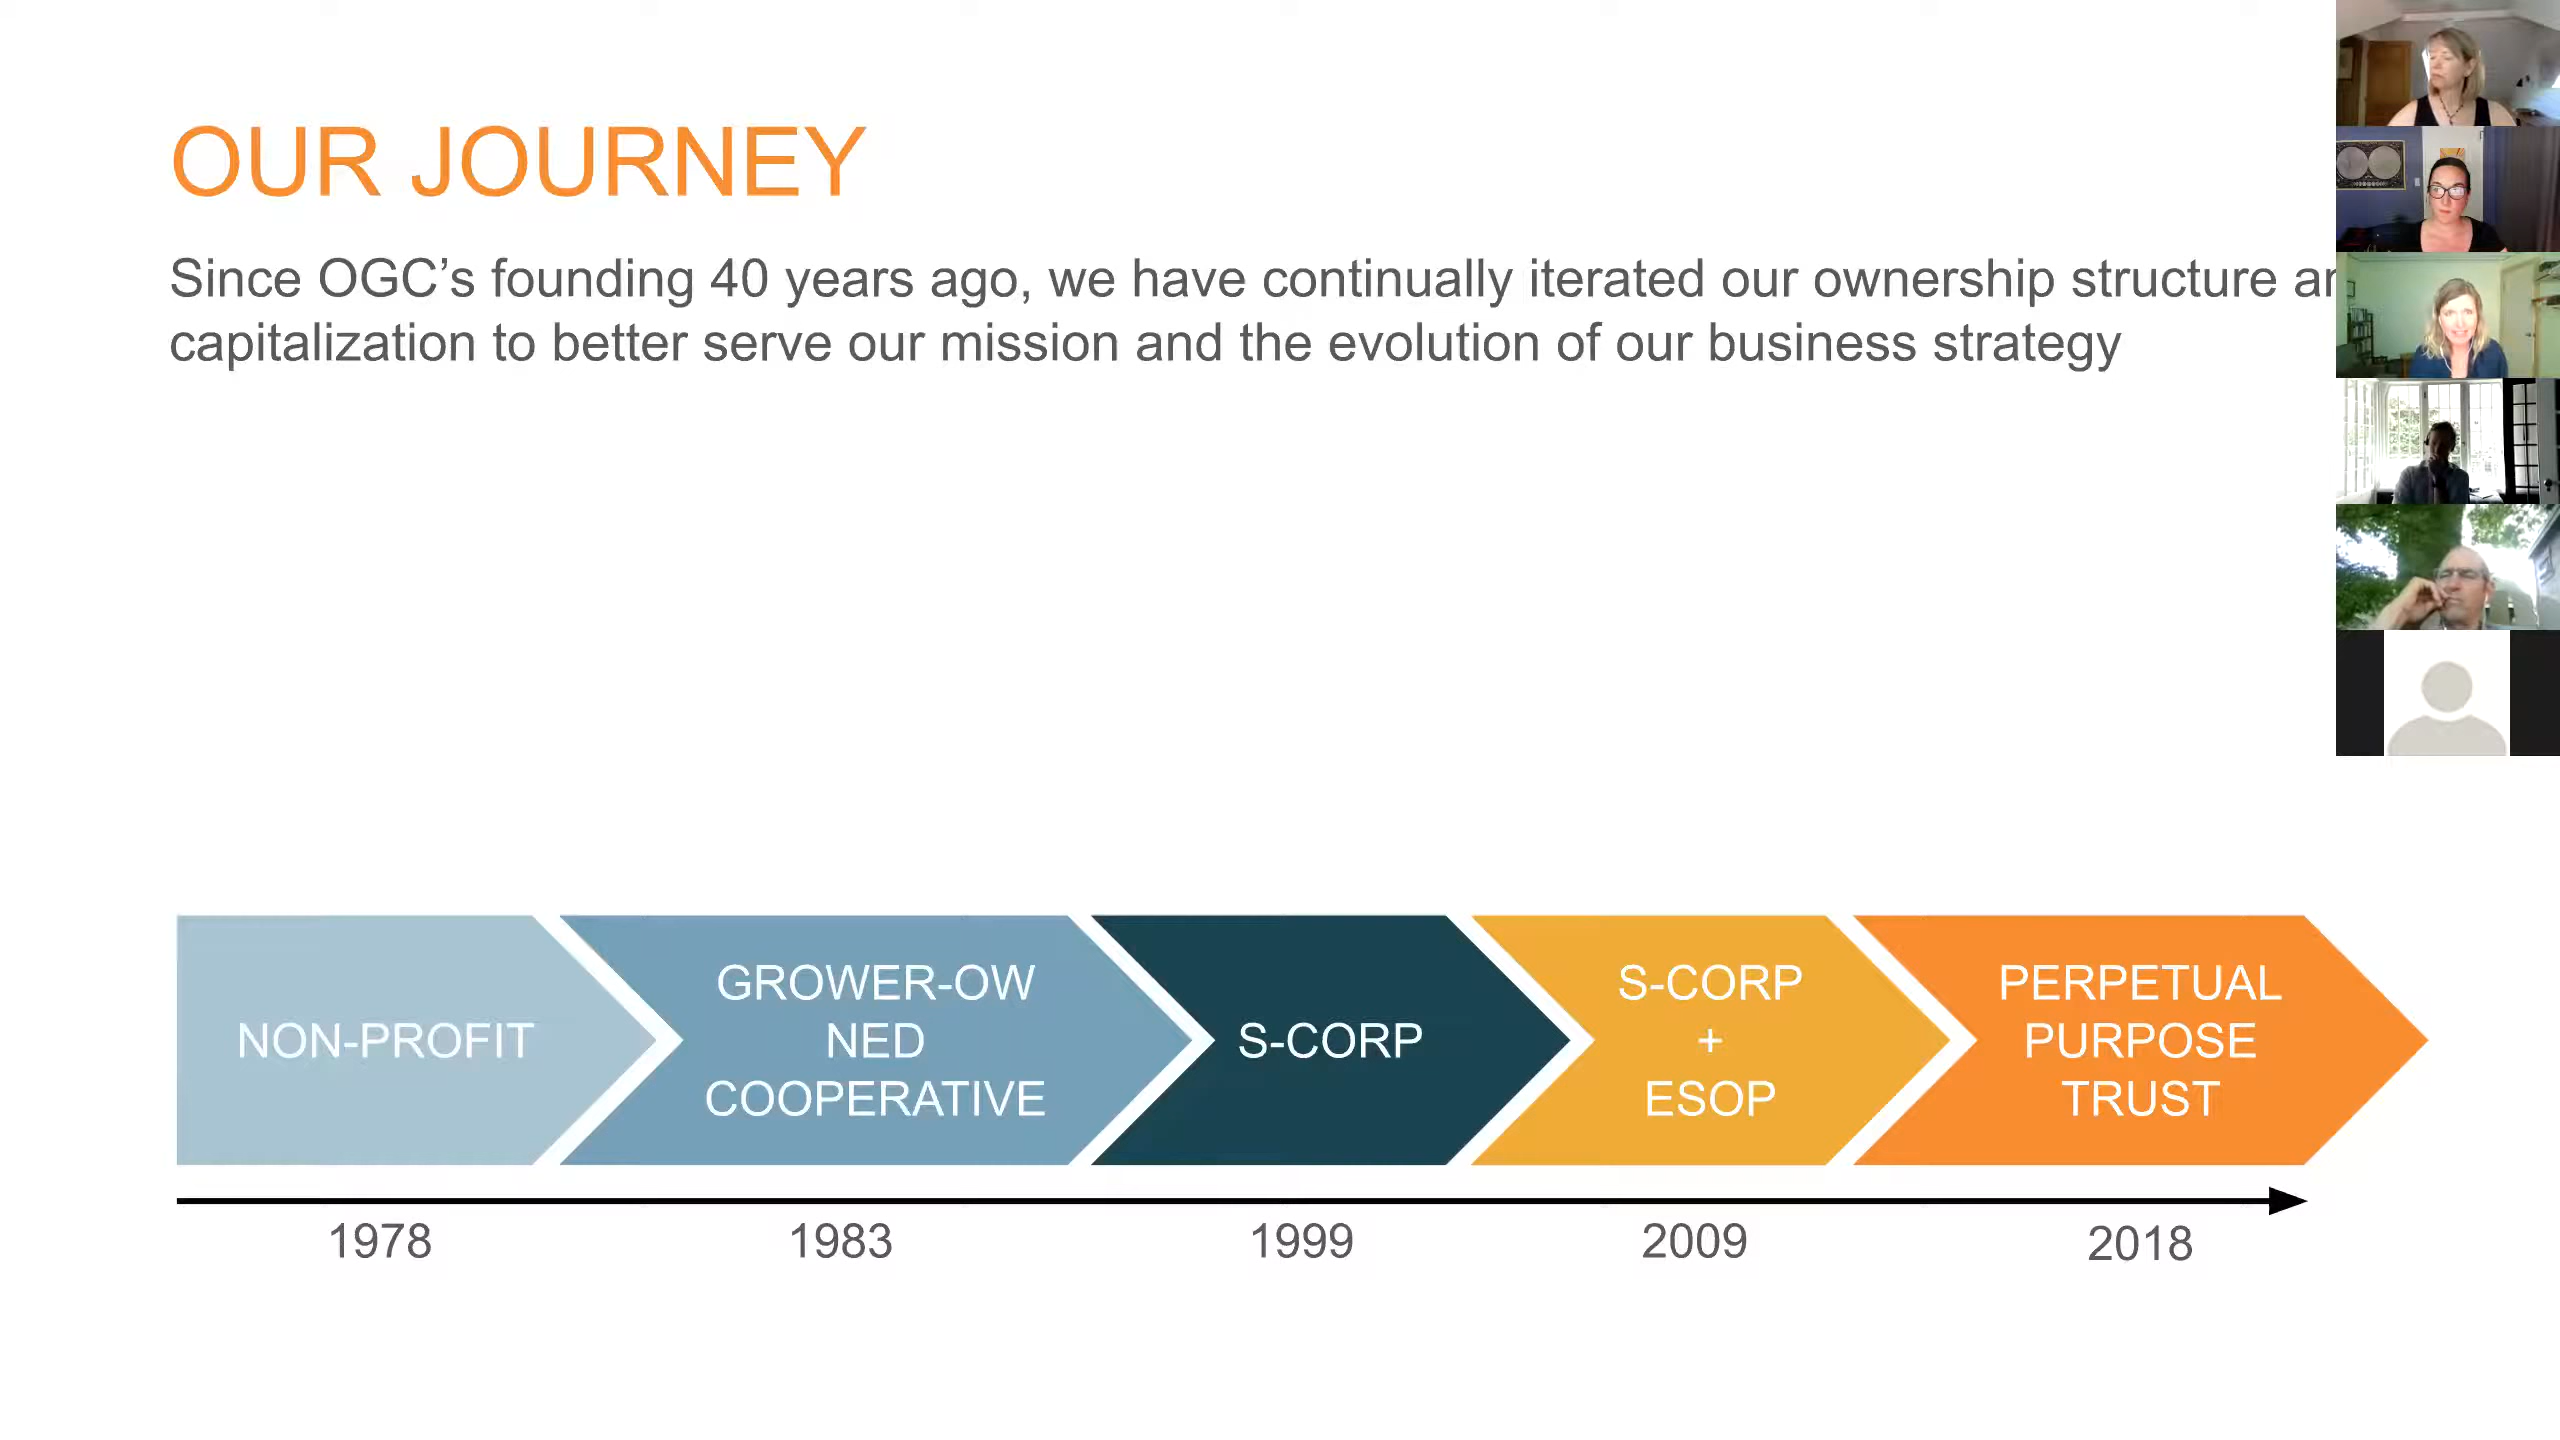 OUR JOURNEY
Since OGC’s founding 40 years ago, we have continually iterated our ownership structure
capitalization to better serve our mission and the evolution of our business strategy
NON-PROFIT
GROWER-OW
NED
COOPERATIVE
S-CORP
S-CORP
+
ESOP
PERPETUAL
PURPOSE
TRUST
1978
1983
1999
2009
2018